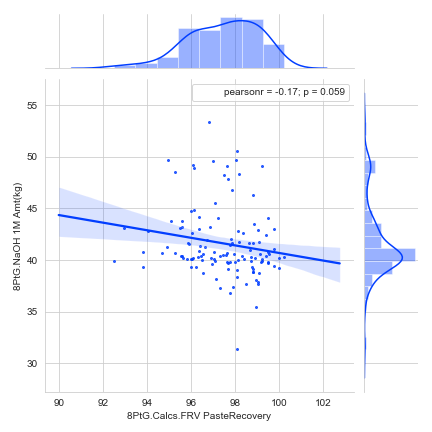 pearsonr = -0.17; p = 0.059
55
50
45
40
35
30
8PtG.NaOH 1M Amt(kg)
90 92 94 96 98 100 102
8PtG.Calcs.FRV PasteRecovery